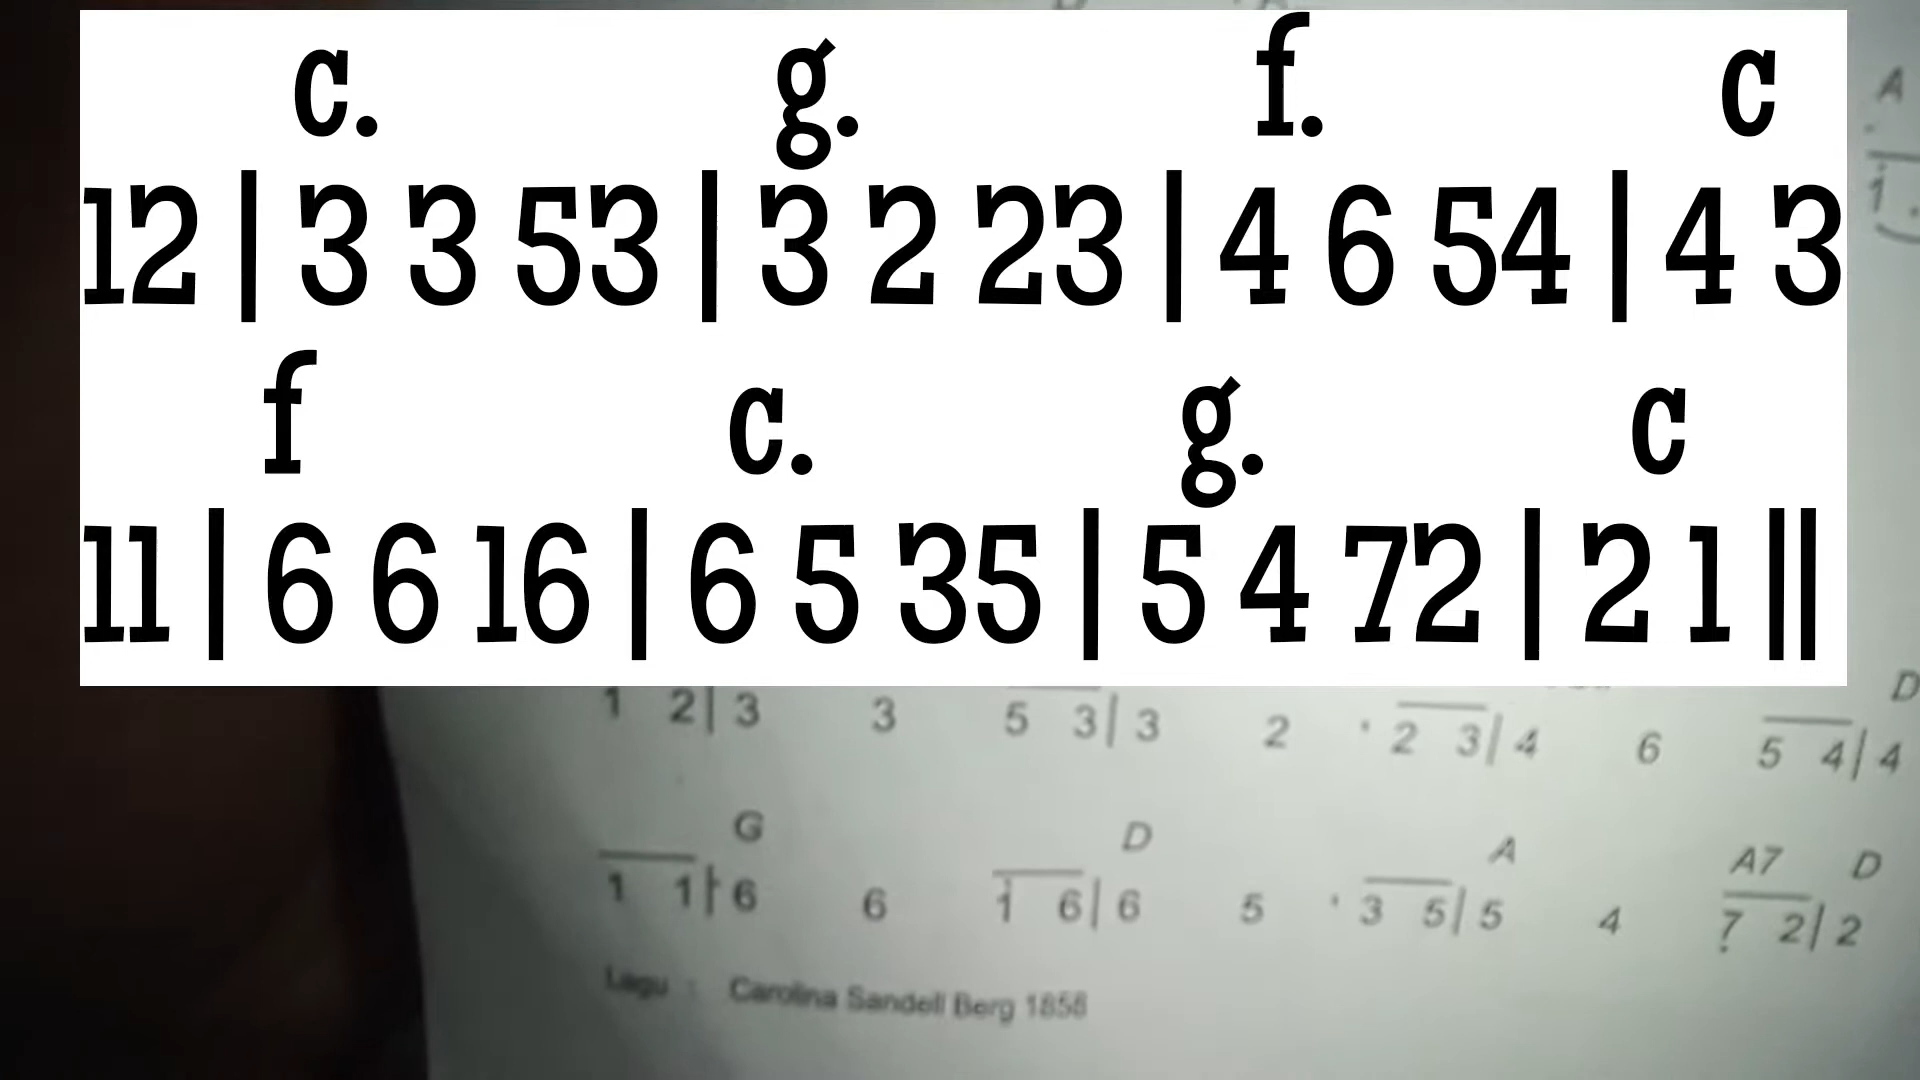 c. g. f. c
12 | 3 3 53 | 3 2 23 | 4 6 54 | 4 3
f c. g. c
11 | 6 6 16 | 6 5 35 | 5 4 72 | 2 1 ||
A
1 .
D
1 2 | 3 3 5 3 | 3 2 . 2 3 | 4 6 5 4 | 4
G D A A7 D
1 1 | 6 6 1 6 | 6 5 . 3 5 | 5 4 7 2 | 2
Lagu : Carolina Sandell Berg 1858